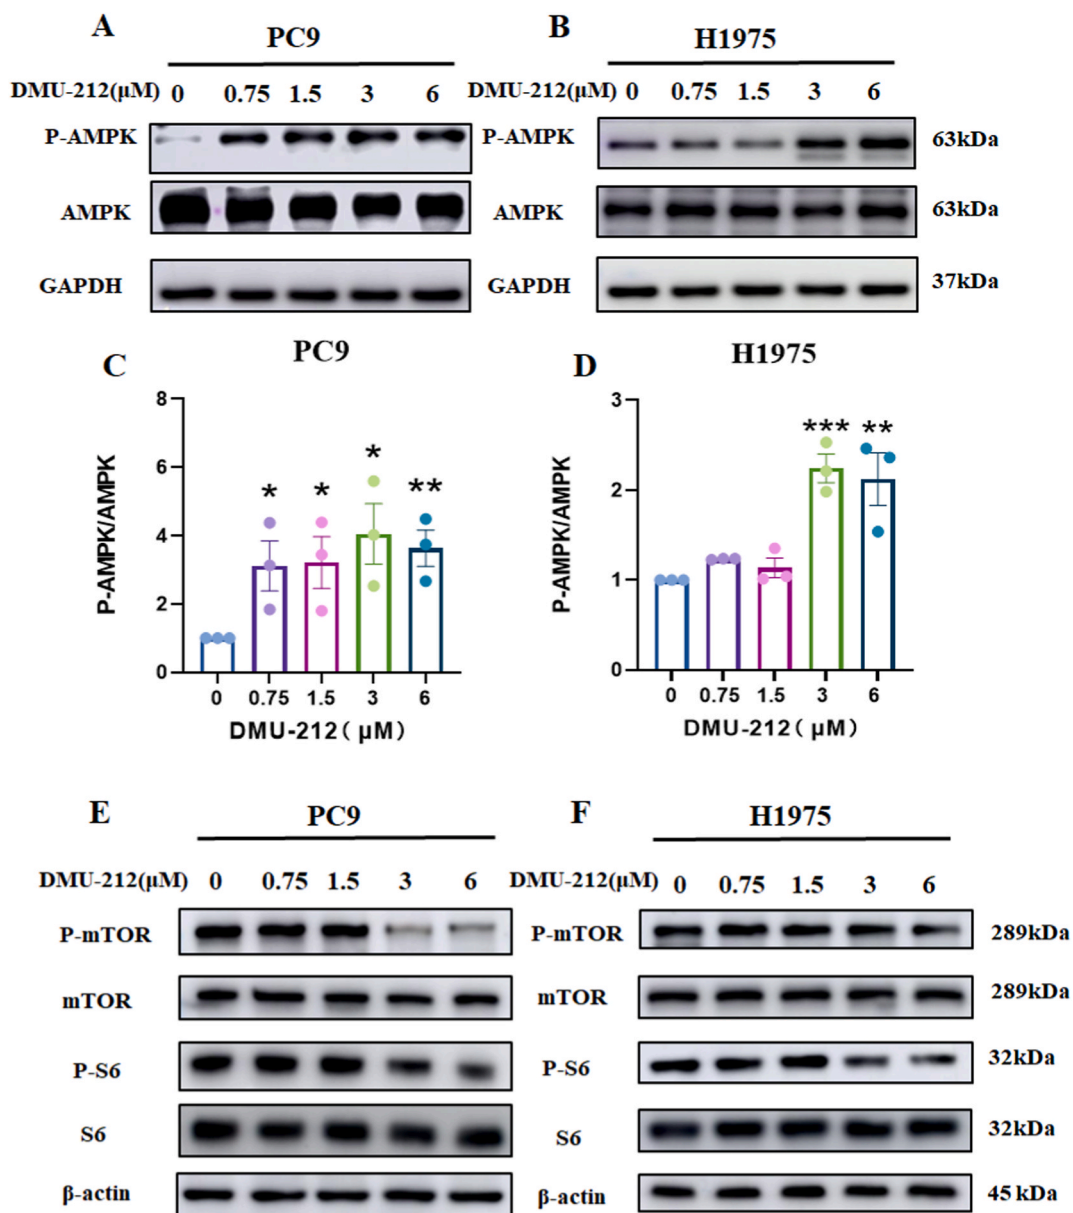 A
PC9
B
H1975
DMU-212(μM) 0 0.75 1.5 3 6
DMU-212(μM) 0 0.75 1.5 3 6
P-AMPK
P-AMPK
63kDa
AMPK
AMPK
63kDa
GAPDH
GAPDH
37kDa
C
PC9
D
H1975
P-AMPK/AMPK
8
6
4
2
0
*
*
*
**
0 0.75 1.5 3 6
DMU-212 ( μM )
P-AMPK/AMPK
3
2
1
0
***
**
0 0.75 1.5 3 6
DMU-212 ( μM )
E
PC9
F
H1975
DMU-212(μM) 0 0.75 1.5 3 6
DMU-212(μM) 0 0.75 1.5 3 6
P-mTOR
P-mTOR
289kDa
mTOR
mTOR
289kDa
P-S6
P-S6
32kDa
S6
S6
32kDa
β-actin
β-actin
45 kDa